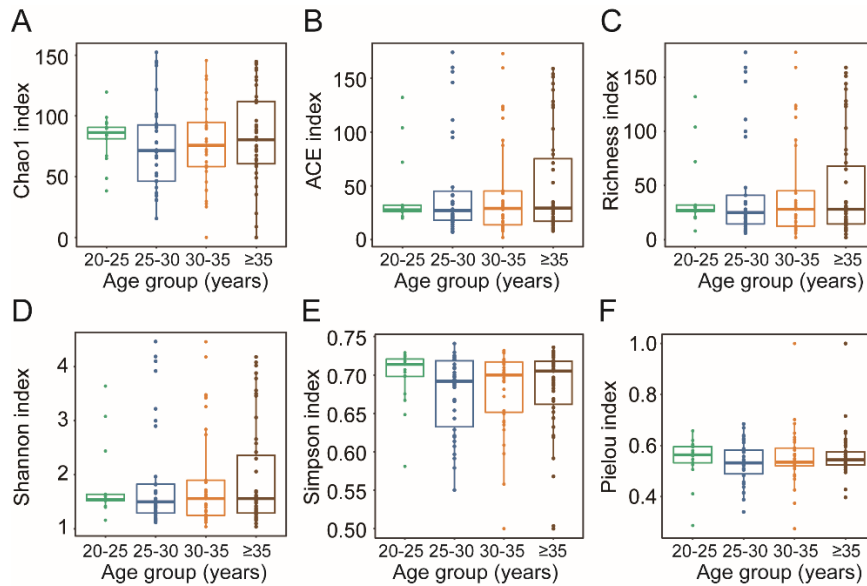 A
Chao1 index
150
100
50
0
20-25 25-30 30-35 ≥35
Age group (years)
B
ACE index
150
100
50
0
20-25 25-30 30-35 ≥35
Age group (years)
C
Richness index
150
100
50
0
20-25 25-30 30-35 ≥35
Age group (years)
D
Shannon index
4
3
2
1
20-25 25-30 30-35 ≥35
Age group (years)
E
Simpson index
0.75
0.70
0.65
0.60
0.55
0.50
20-25 25-30 30-35 ≥35
Age group (years)
F
Pielou index
1.0
0.8
0.6
0.4
20-25 25-30 30-35 ≥35
Age group (years)